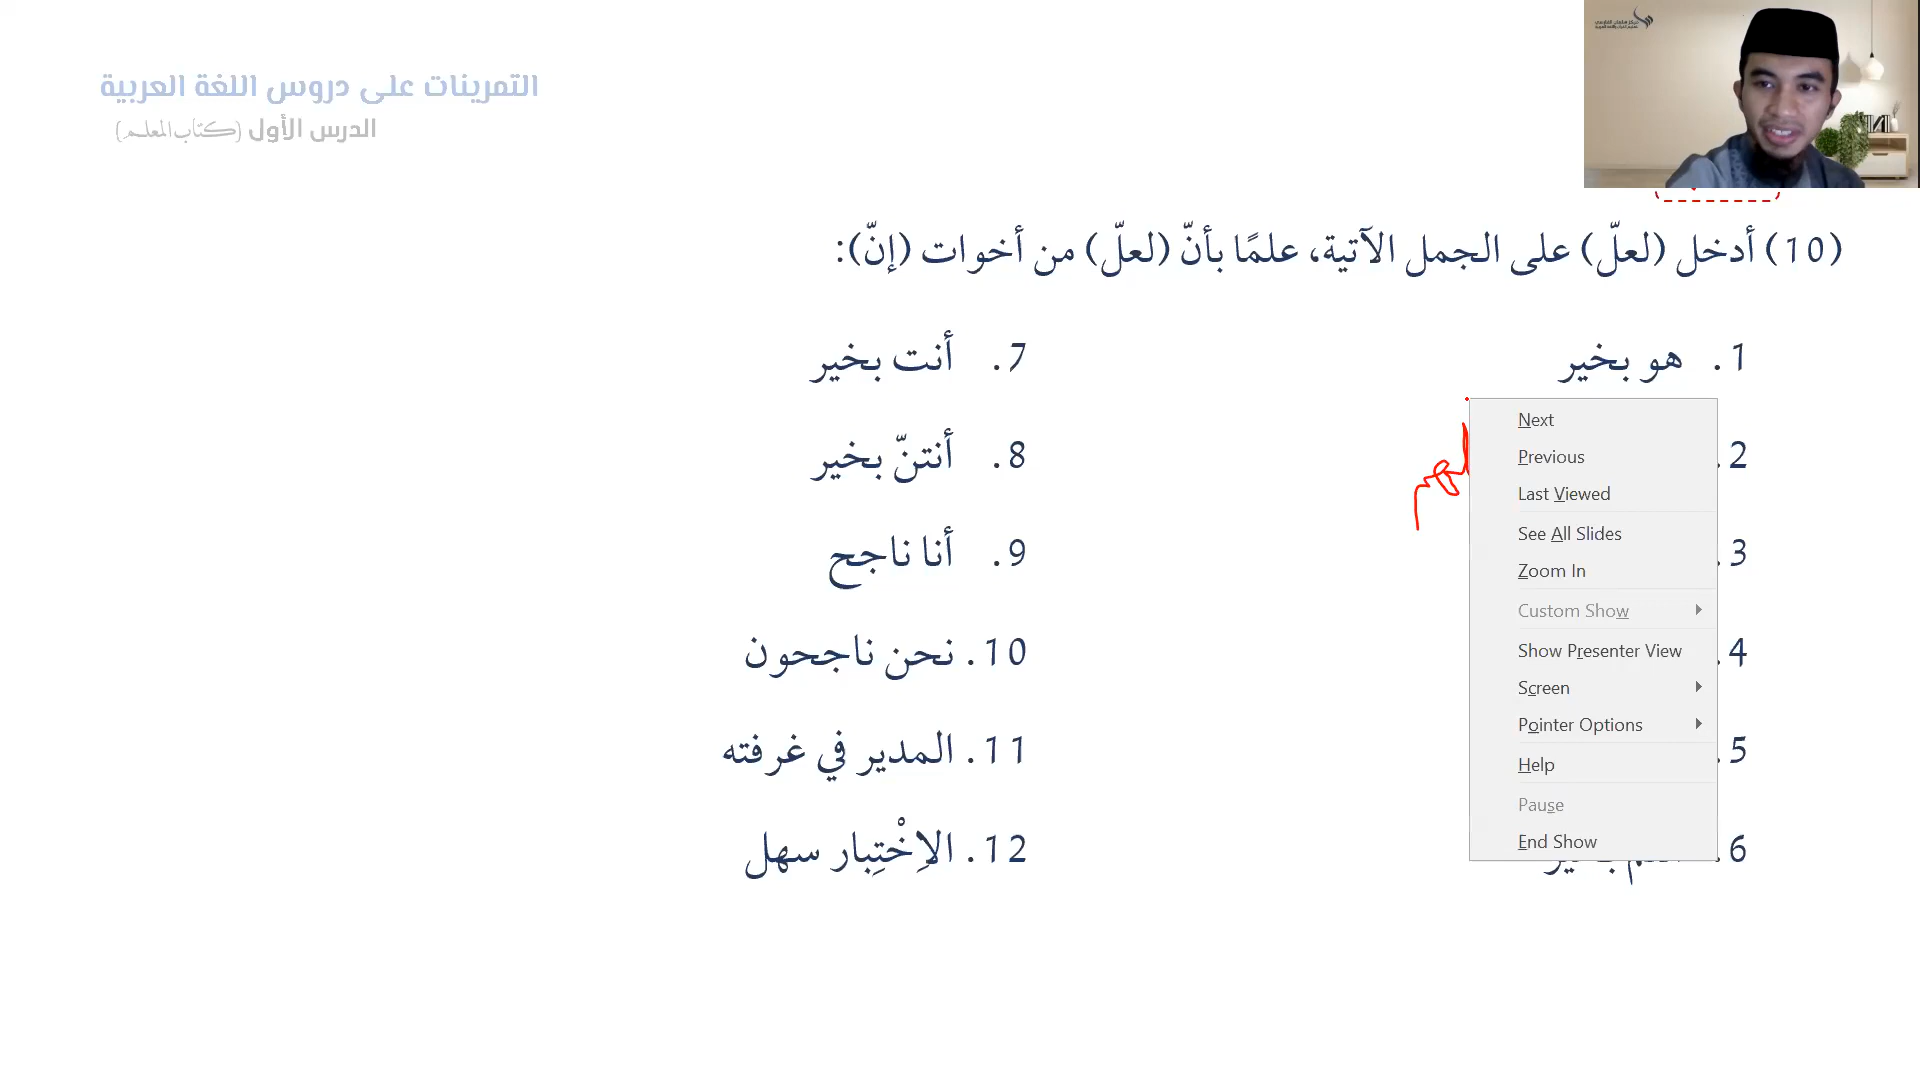 التمرينات على دروس اللغة العربية
الدرس الأول (كتاب المعلم)
(10) أدخل (لعلّ) على الجمل الآتية، علمًا بأنّ (لعلّ) من أخوات (إنّ):
1. هو بخير
2.
3.
4.
5.
6.
7. أنت بخير
8. أنتنّ بخير
9. أنا ناجح
10. نحن ناجحون
11. المدير في غرفته
12. الاِخْتِبار سهل
Next
Previous
Last Viewed
See All Slides
Zoom In
Custom Show
Show Presenter View
Screen
Pointer Options
Help
Pause
End Show